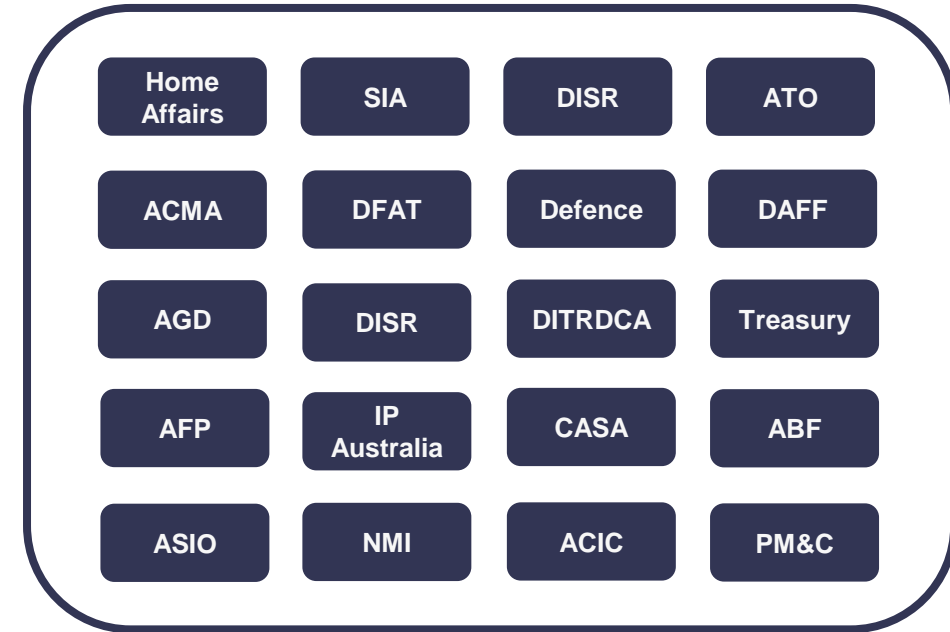 Home
Affairs
SIA
DISR
ATO
ACMA
DFAT
Defence
DAFF
AGD
DISR
DITRDCA
Treasury
AFP
IP
Australia
CASA
ABF
ASIO
NMI
ACIC
PM&C